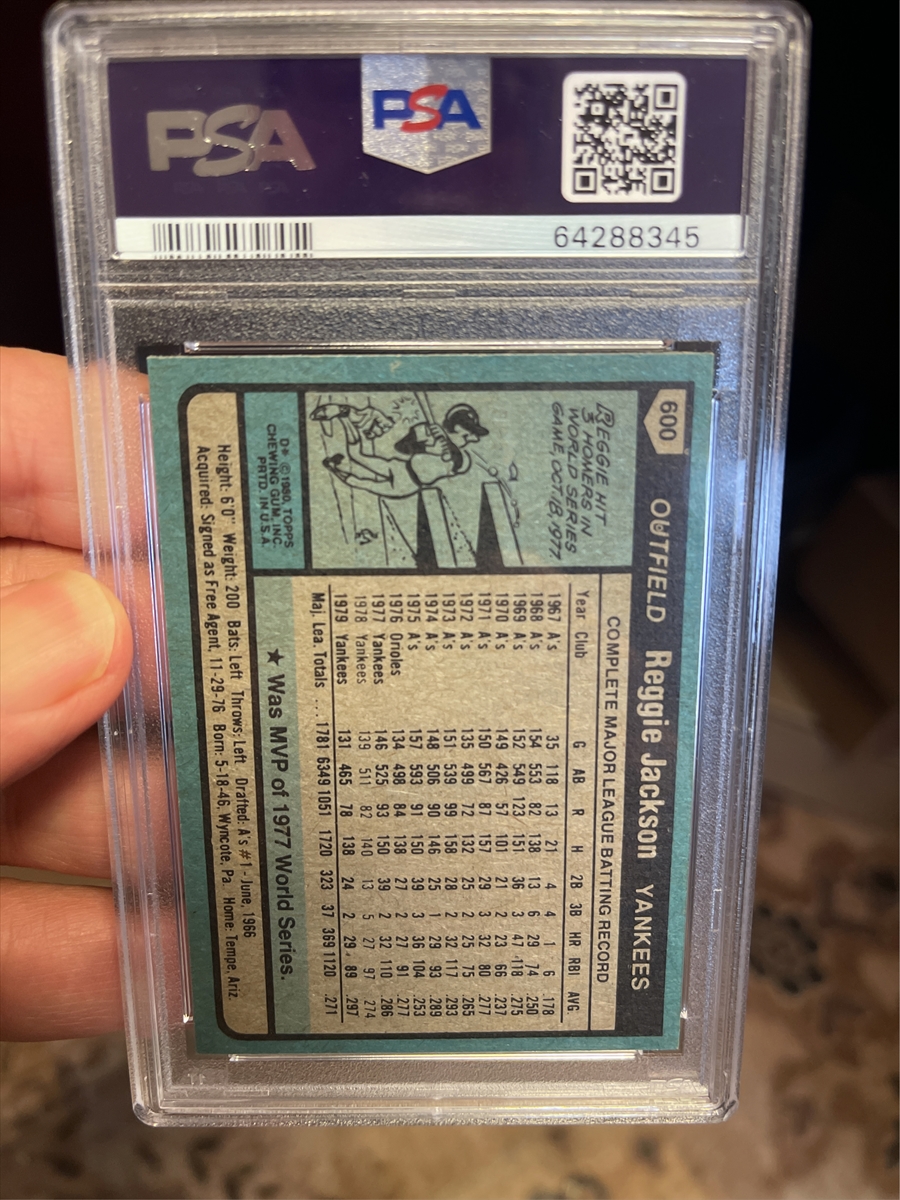 PSA
PSA
64288345
600
OUTFIELD Reggie Jackson YANKEES
REGGIE HIT
3 HOMERS IN
WORLD SERIES
GAME, OCT. 18, 1977
D* © 1980, TOPPS
CHEWING GUM, INC.
PRTD. IN U.S.A.
COMPLETE MAJOR LEAGUE BATTING RECORD
Year Club G AB R H 2B 3B HR RBI AVG
1967 A's 35 118 13 21 4 4 1 6 .178
1968 A's 154 553 82 138 13 6 29 74 .250
1969 A's 152 549 123 151 36 3 47 118 .275
1970 A's 149 426 57 101 21 2 23 66 .237
1971 A's 150 567 87 157 29 3 32 80 .277
1972 A's 135 499 72 132 25 2 25 75 .265
1973 A's 151 539 99 158 28 2 32 117 .293
1974 A's 148 506 90 146 25 1 29 93 .289
1975 A's 157 593 91 150 39 3 36 104 .253
1976 Orioles 134 498 84 138 27 2 27 91 .277
1977 Yankees 146 525 93 150 39 2 32 110 .286
1978 Yankees 139 511 82 140 13 5 27 97 .274
1979 Yankees 131 465 78 138 24 2 29 89 .297
Maj. Lea. Totals ... 1781 6349 1051 1720 323 37 369 1120 .271
★ Was MVP of 1977 World Series.
Height: 6'0" Weight: 200 Bats: Left Throws: Left Drafted: A's #1 - June, 1966
Acquired: Signed as Free Agent, 11-29-76 Born: 5-18-46, Wyncote, Pa. Home: Tempe, Ariz.